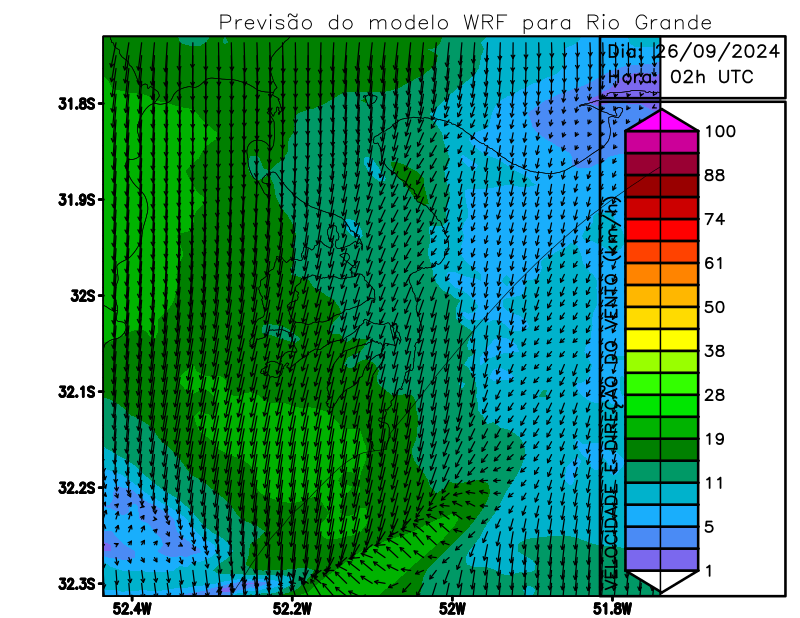 Previsão do modelo WRF para Rio Grande
Dia: 26/09/2024
Hora: 02h UTC
31.8S
31.9S
32S
32.1S
32.2S
32.3S
52.4W
52.2W
52W
51.8W
VELOCIDADE E DIREÇÃO DO VENTO (km/h)
100
88
74
61
50
38
28
19
11
5
1